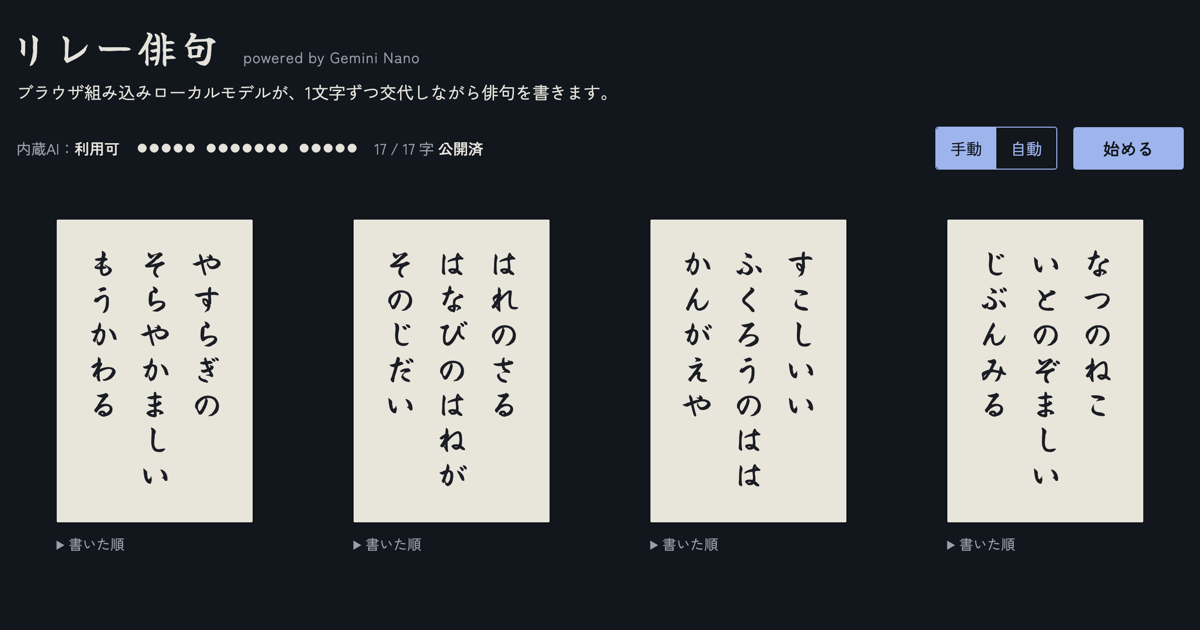 リレー俳句 powered by Gemini Nano
ブラウザ組み込みローカルモデルが、1文字ずつ交代しながら俳句を書きます。
内蔵AI：利用可 ●●●●● ●●●●●●● ●●●●● 17 / 17 字 公開済
手動 自動 始める
やすらぎの
そらやかましい
もうかわる
▶ 書いた順
はれのさる
はなびのはねが
そのじだい
▶ 書いた順
すこしいい
ふくろうのはは
かんがえや
▶ 書いた順
なつのねこ
いとのぞましい
じぶんみる
▶ 書いた順